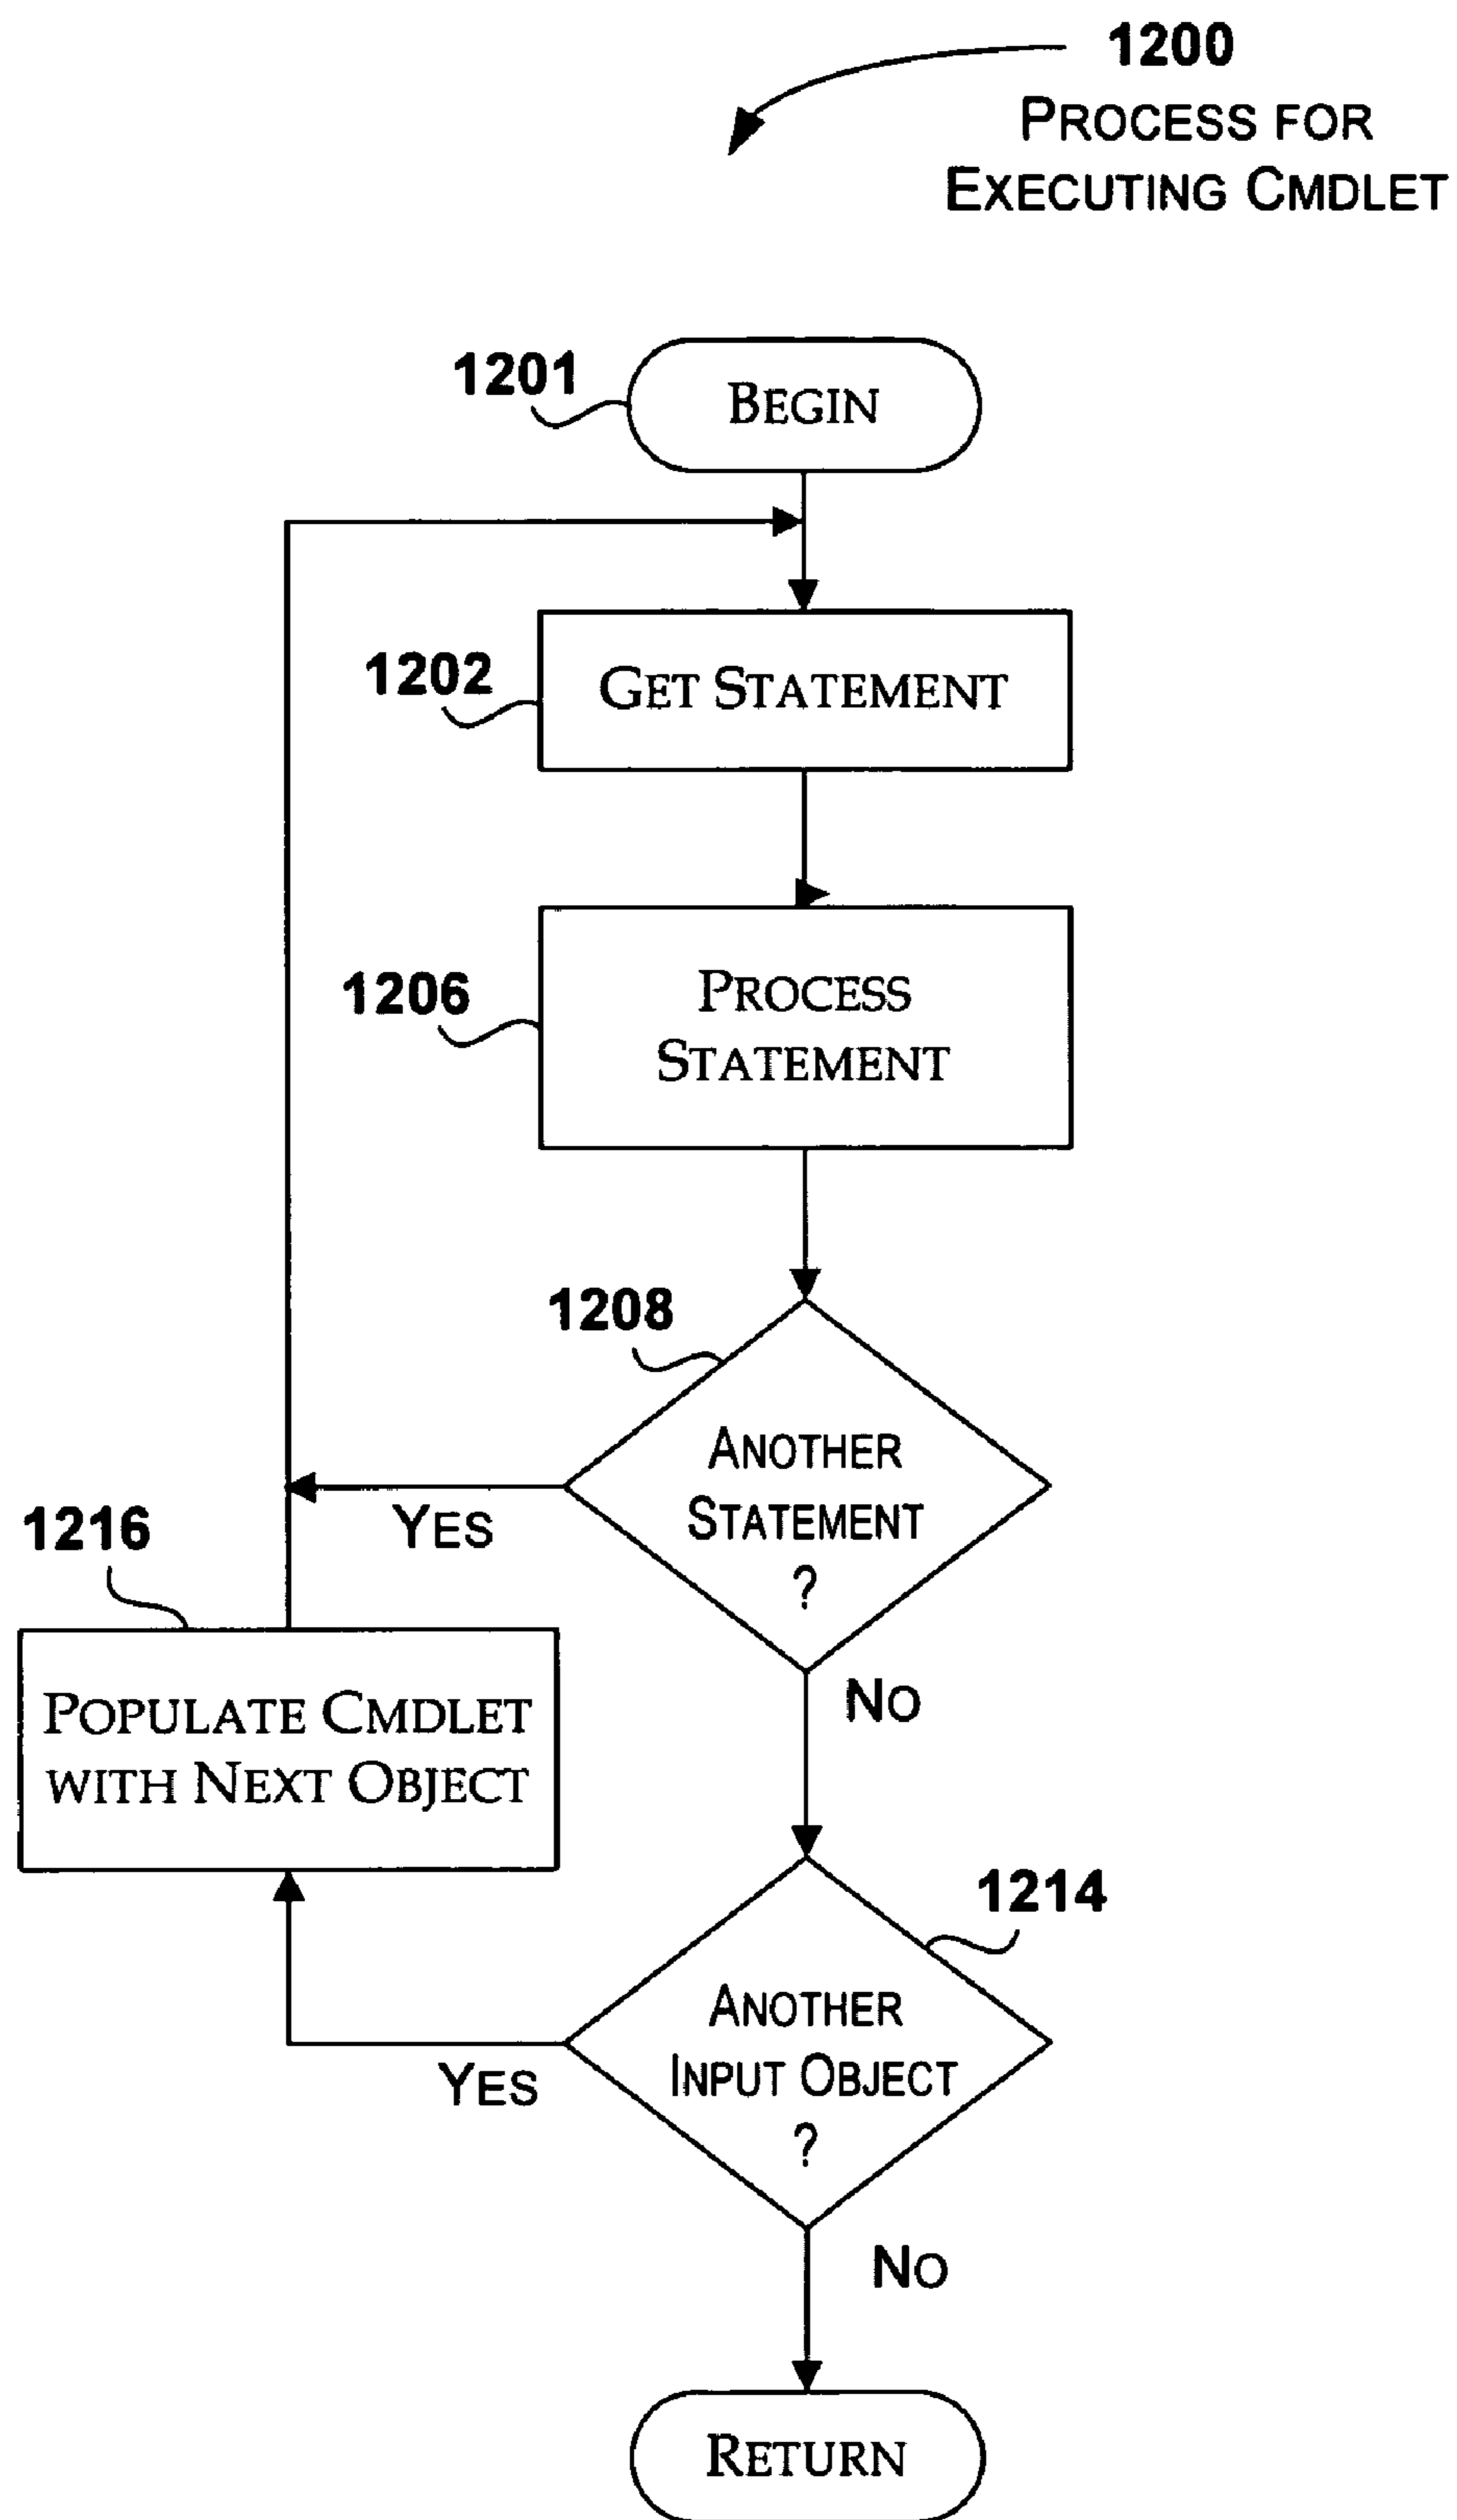 1200
PROCESS FOR
EXECUTING CMDLET
1201
BEGIN
1202
GET STATEMENT
1206
PROCESS
STATEMENT
1208
ANOTHER
STATEMENT
?
YES
1216
NO
POPULATE CMDLET
WITH NEXT OBJECT
1214
ANOTHER
INPUT OBJECT
?
YES
NO
RETURN